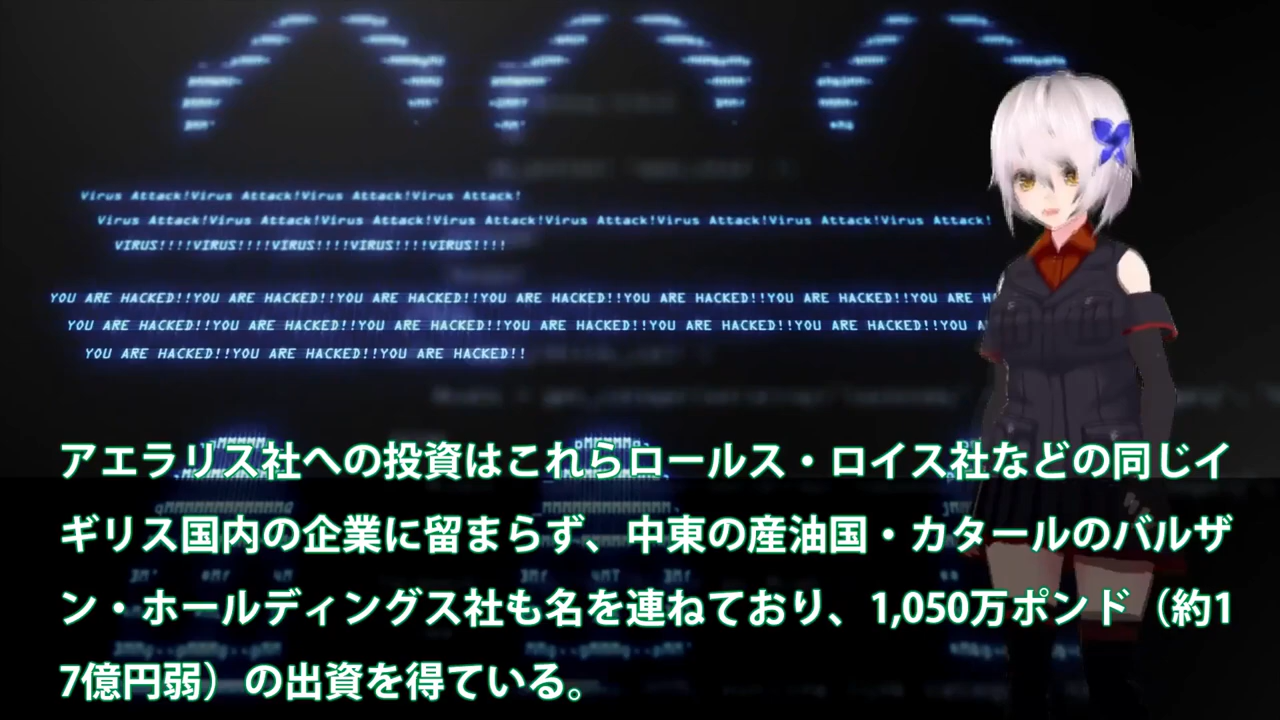 Virus Attack!Virus Attack!Virus Attack!Virus Attack!
Virus Attack!Virus Attack!Virus Attack!Virus Attack!Virus Attack!Virus Attack!Virus Attack!Virus Attack!
VIRUS!!!!VIRUS!!!!VIRUS!!!!VIRUS!!!!VIRUS!!!!
YOU ARE HACKED!!YOU ARE HACKED!!YOU ARE HACKED!!YOU ARE HACKED!!YOU ARE HACKED!!YOU ARE HACKED!!YOU ARE
YOU ARE HACKED!!YOU ARE HACKED!!YOU ARE HACKED!!YOU ARE HACKED!!YOU ARE HACKED!!YOU ARE HACKED!!YOU
YOU ARE HACKED!!YOU ARE HACKED!!YOU ARE HACKED!!
アエラリス社への投資はこれらロールス・ロイス社などの同じイ
ギリス国内の企業に留まらず、中東の産油国・カタールのバルザ
ン・ホールディングス社も名を連ねており、1,050万ポンド（約1
7億円弱）の出資を得ている。